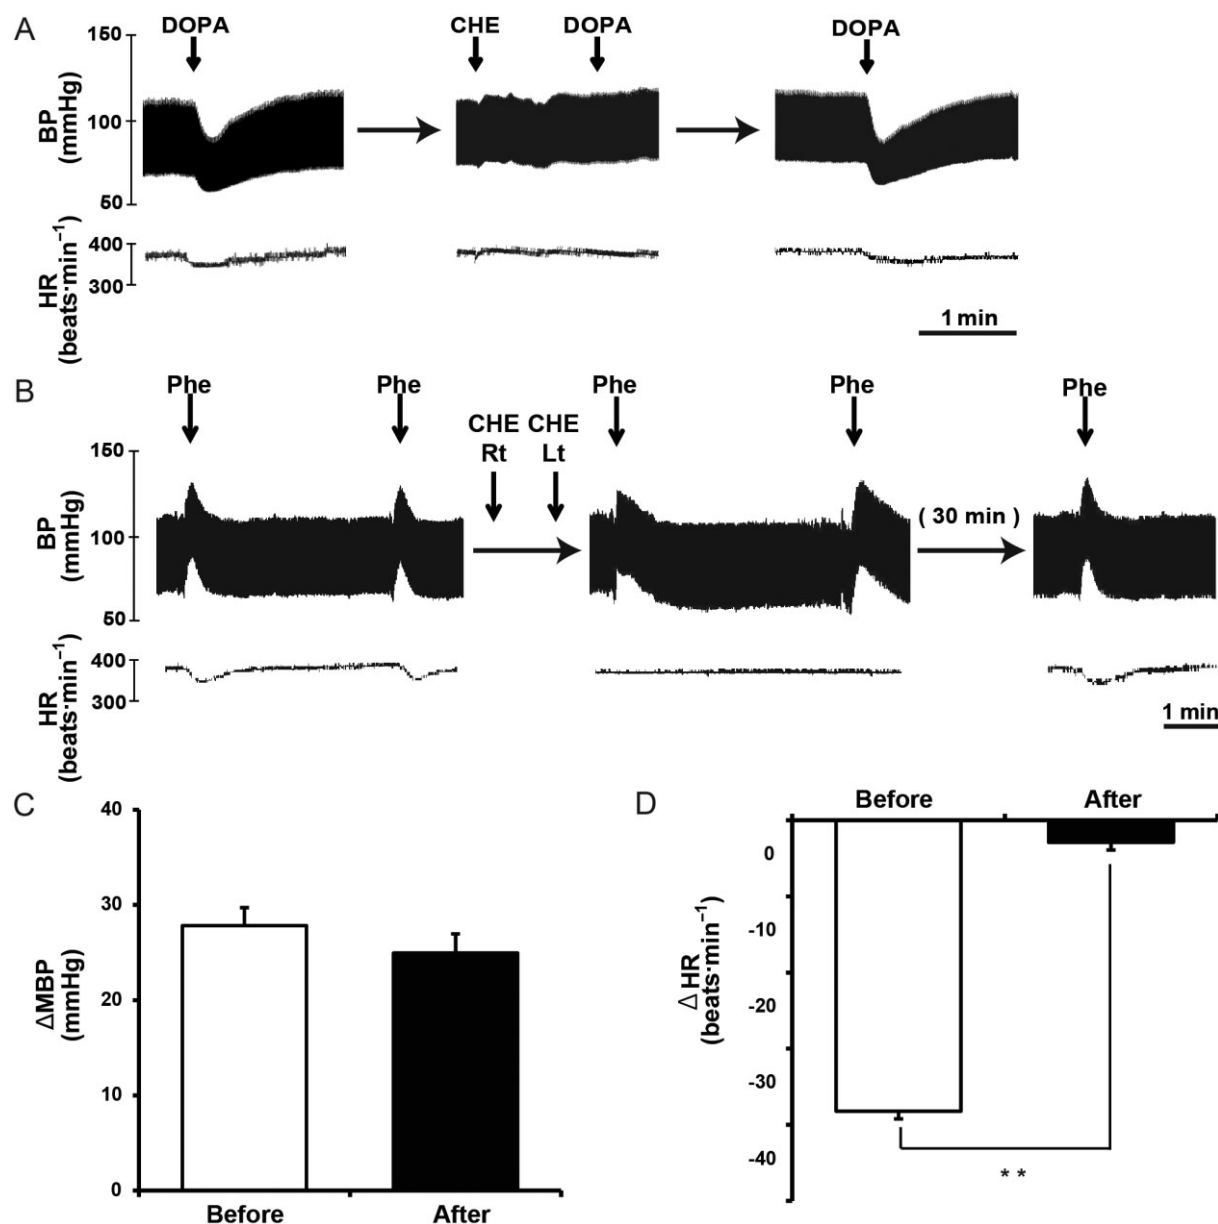 A
DOPA
CHE
DOPA
DOPA
150
100
50
BP
(mmHg)
400
300
HR
(beats·min⁻¹)
1 min
B
Phe
Phe
CHE
Rt
CHE
Lt
Phe
Phe
Phe
150
100
50
BP
(mmHg)
( 30 min )
400
300
HR
(beats·min⁻¹)
1 min
C
40
30
20
10
0
ΔMBP
(mmHg)
Before
After
D
Before
After
0
-10
-20
-30
-40
△HR
(beats·min⁻¹)
**